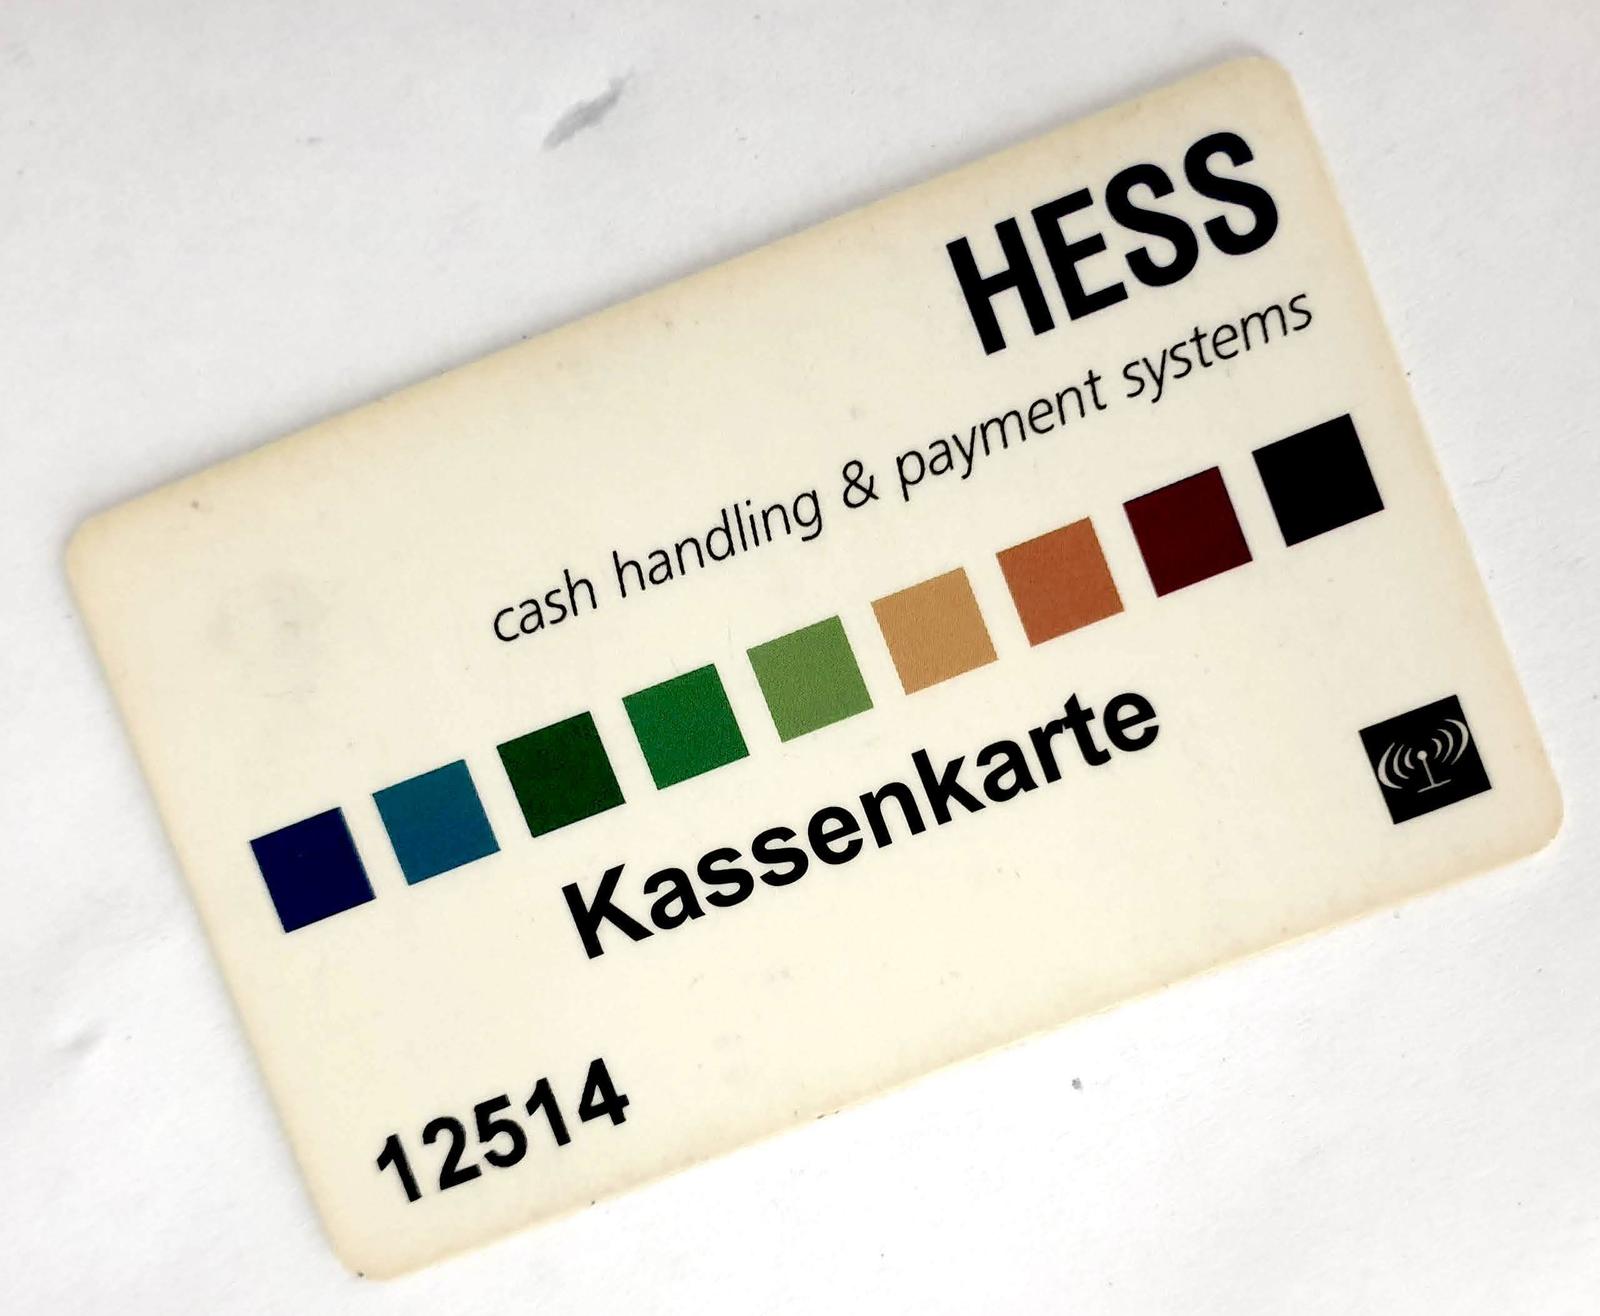 HESS
cash handling & payment systems
Kassenkarte
12514